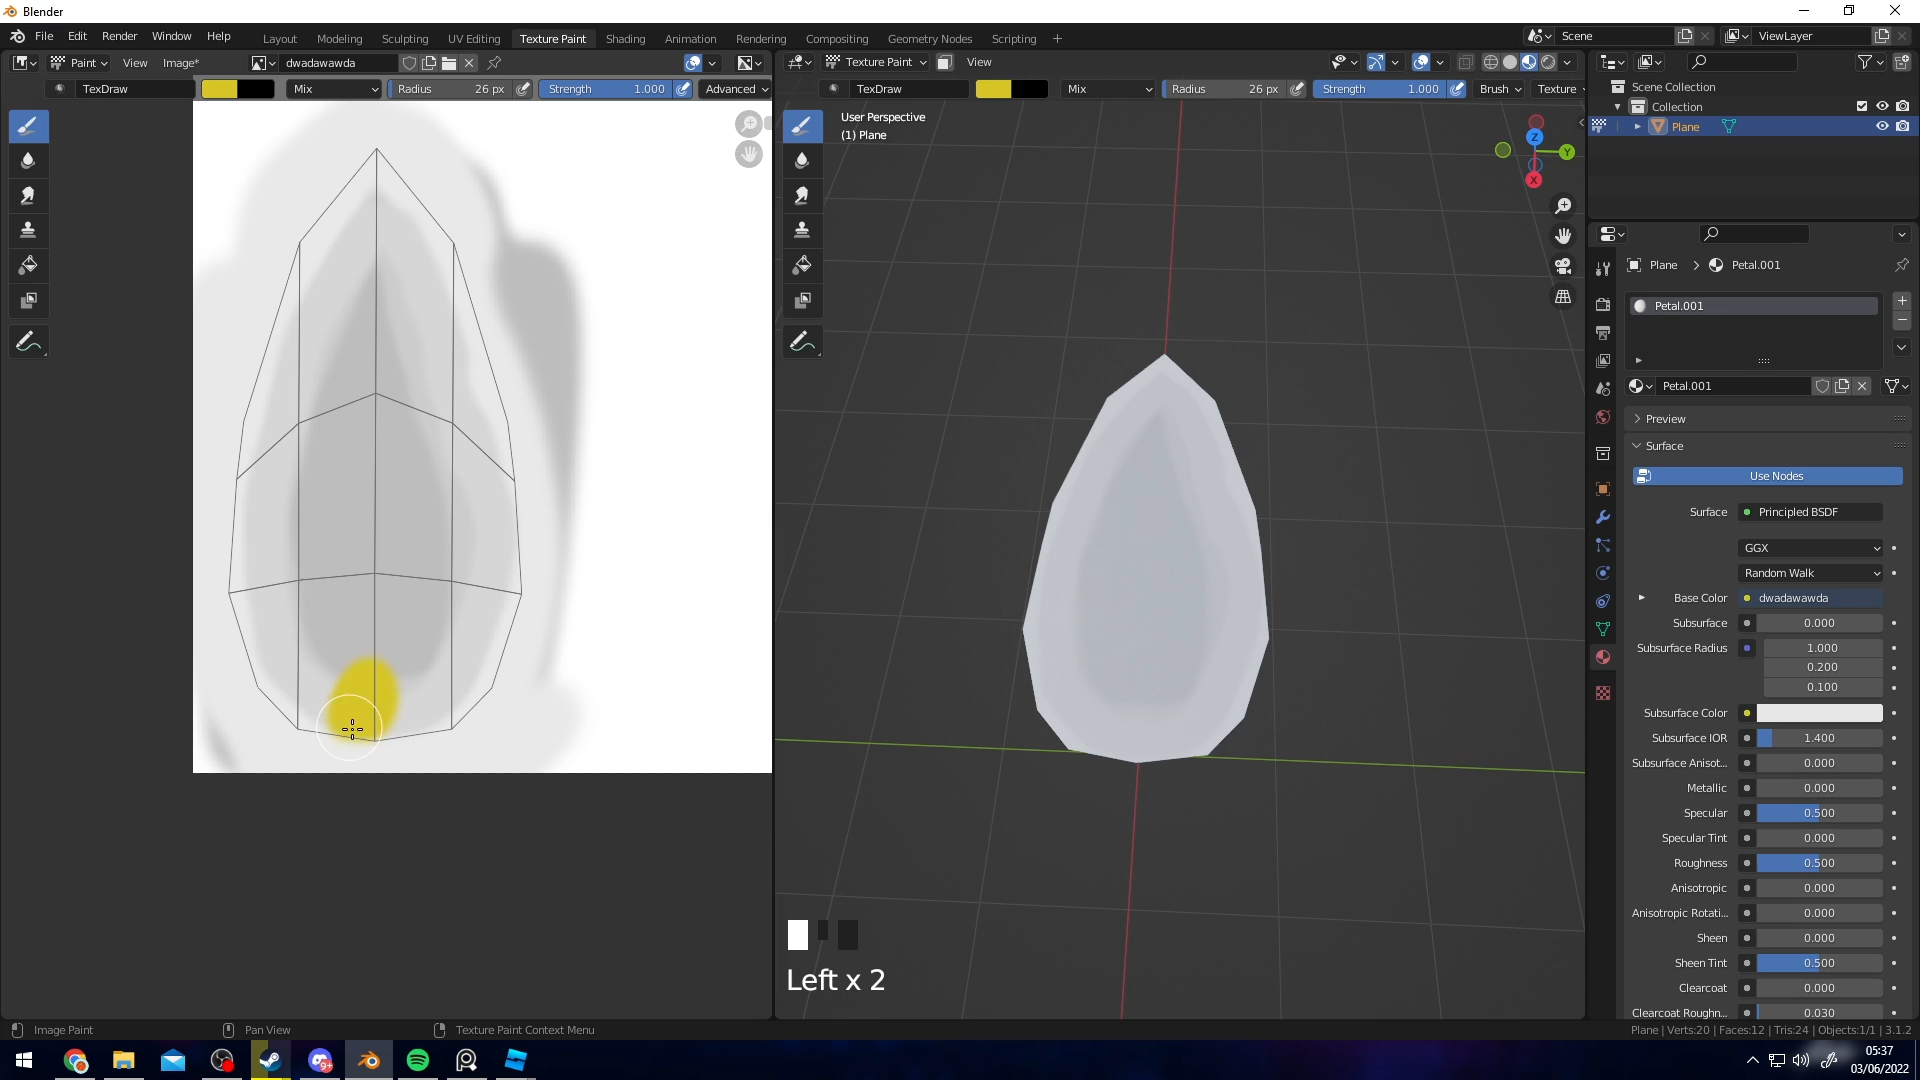 Blender
File Edit Render Window Help
Layout Modeling Sculpting UV Editing Texture Paint Shading Animation Rendering Compositing Geometry Nodes Scripting
Scene ViewLayer
Paint View Image* dwadawawda
Texture Paint View
TexDraw Mix Radius 26 px Strength 1.000 Advanced
TexDraw Mix Radius 26 px Strength 1.000 Brush Texture
Scene Collection
Collection
Plane
User Perspective
(1) Plane
Z
Y
X
Plane Petal.001
Petal.001
Petal.001
Preview
Surface
Use Nodes
Surface Principled BSDF
GGX
Random Walk
Base Color dwadawawda
Subsurface 0.000
Subsurface Radius 1.000
0.200
0.100
Subsurface Color
Subsurface IOR 1.400
Subsurface Anisot... 0.000
Metallic 0.000
Specular 0.500
Specular Tint 0.000
Roughness 0.500
Anisotropic 0.000
Anisotropic Rotati... 0.000
Sheen 0.000
Sheen Tint 0.500
Clearcoat 0.000
Clearcoat Roughn... 0.030
Left x 2
Image Paint Pan View Texture Paint Context Menu
Plane | Verts:20 | Faces:12 | Tris:24 | Objects:1/1 | 3.1.2
9+
05:37
03/06/2022